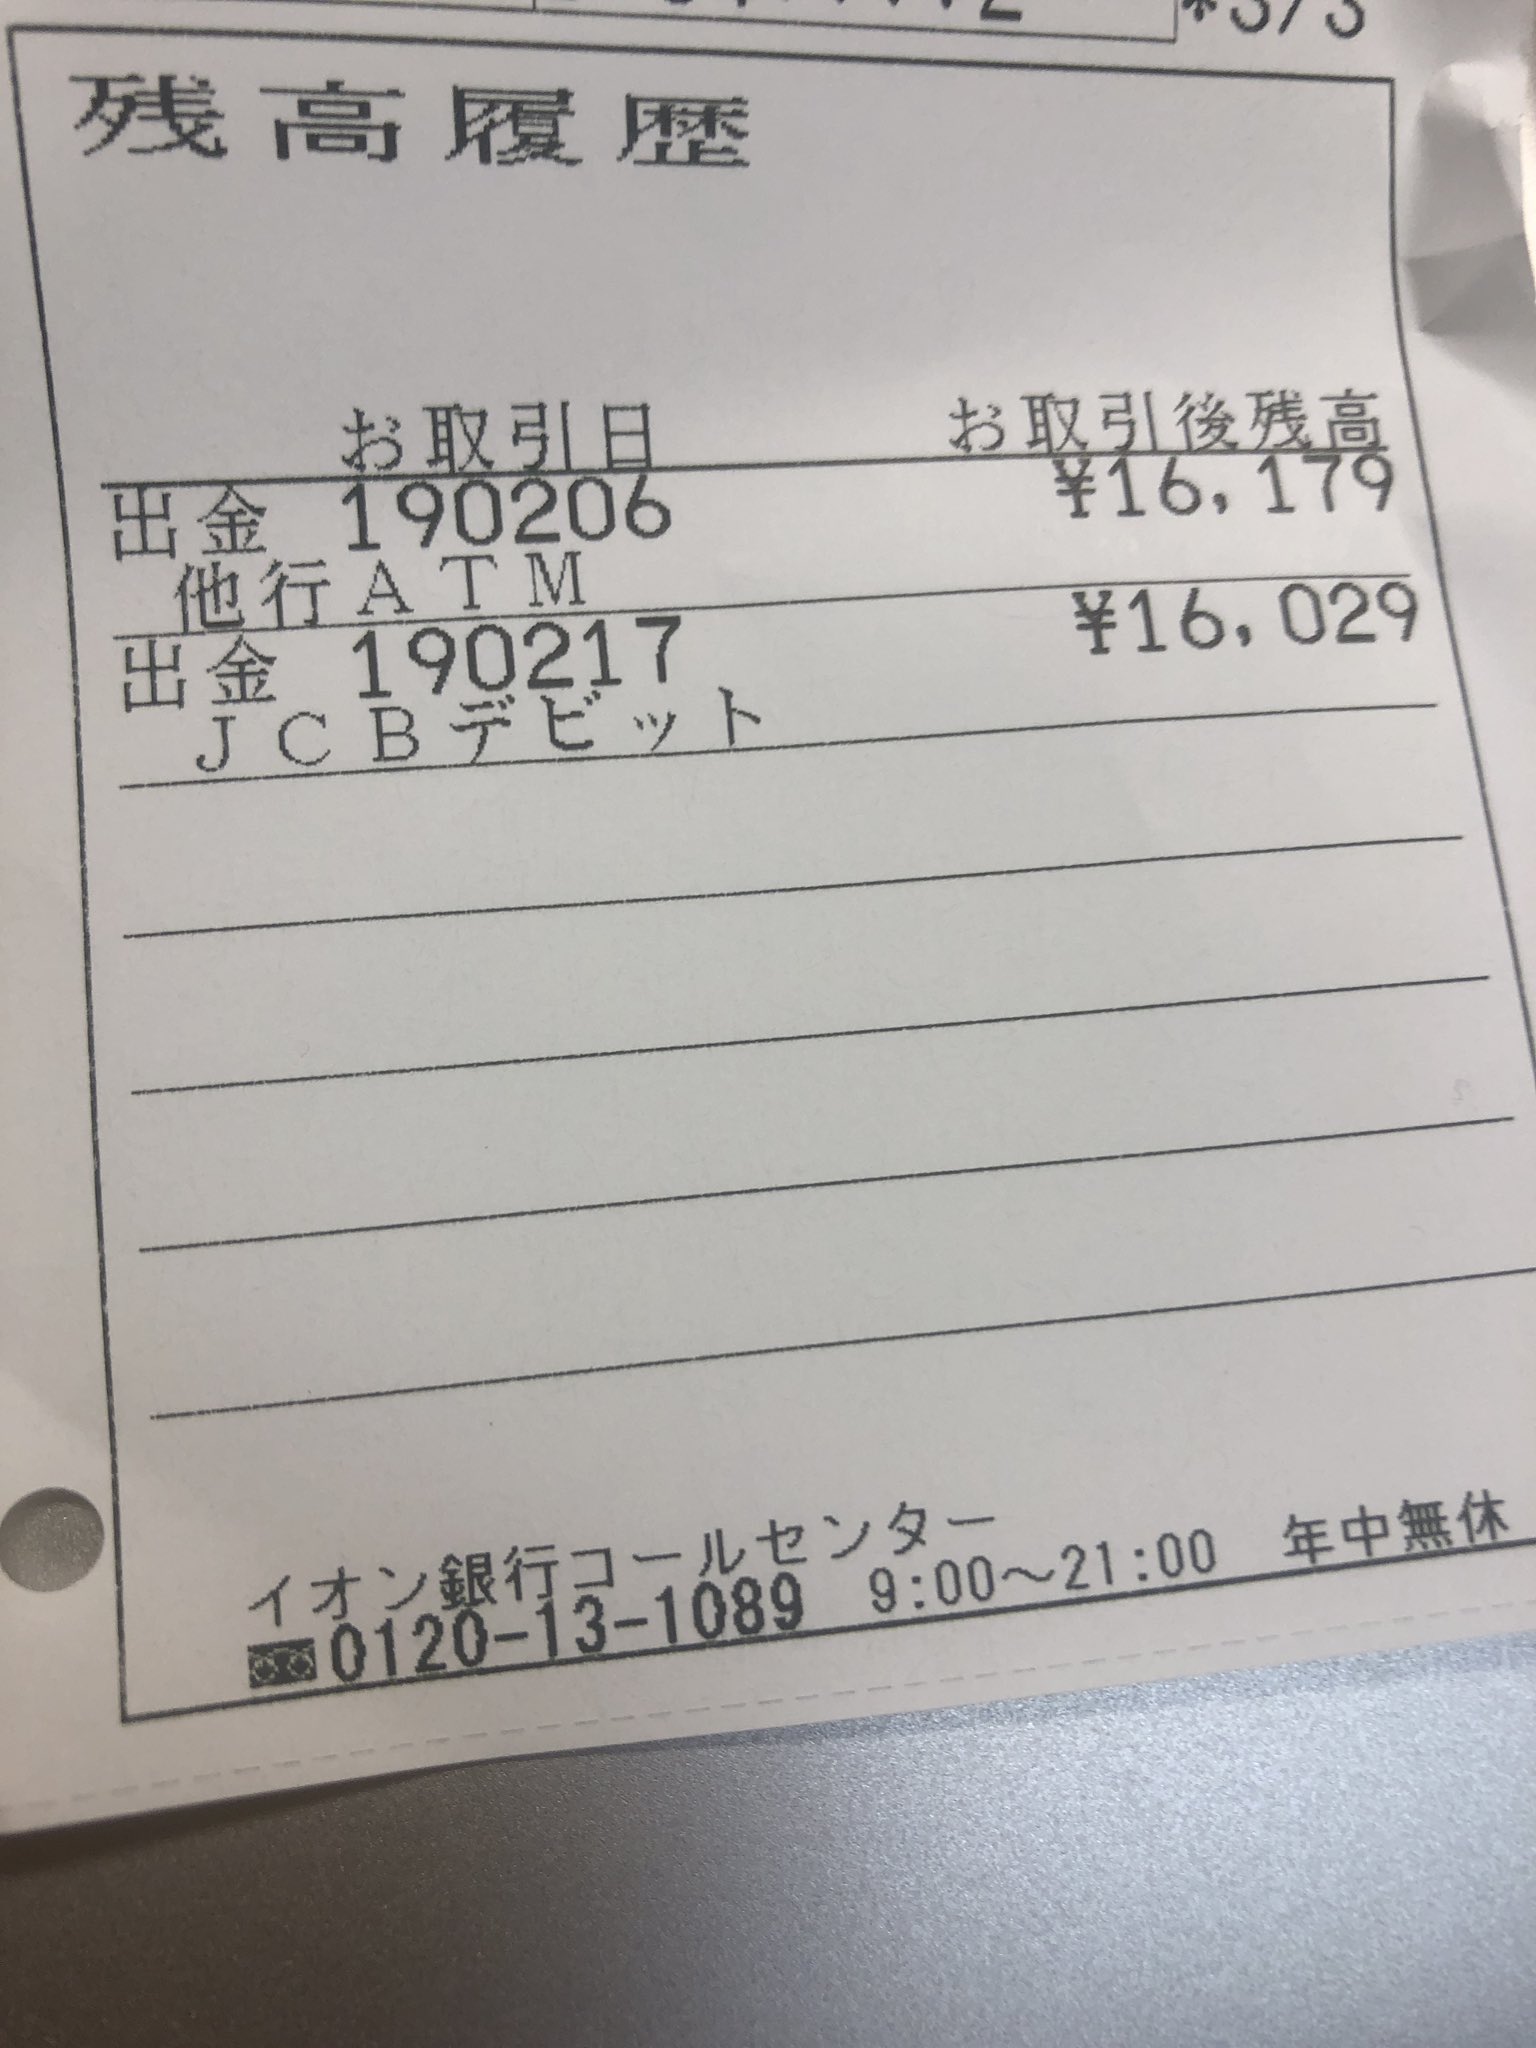 *3/3
残高履歴
お取引日 お取引後残高
出金 190206 ¥16,179
他行ATM
出金 190217 ¥16,029
JCBデビット
イオン銀行コールセンター
0120-13-1089 9:00～21:00 年中無休